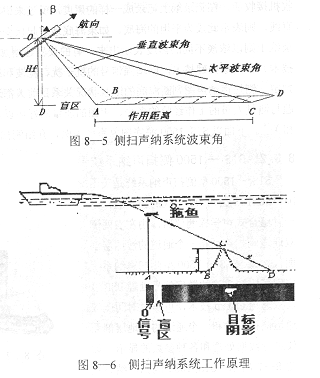 β
航向
O
垂直波束角
水平波束角
Hf
B
D
D
盲区
A
C
作用距离
图 8—5 侧扫声纳系统波束角
拖鱼
C
A
B
D
0
信号
盲区
目标
阴影
图 8—6 侧扫声纳系统工作原理